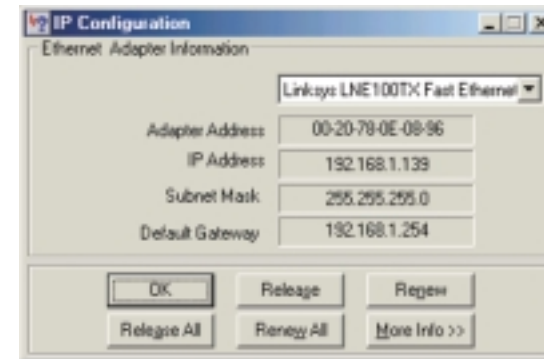 IP Configuration
Ethernet Adapter Information
Linksys LNE100TX Fast Ethernet
Adapter Address 00-20-78-0E-08-96
IP Address 192.168.1.139
Subnet Mask 255.255.255.0
Default Gateway 192.168.1.254
OK Release Renew
Release All Renew All More Info >>